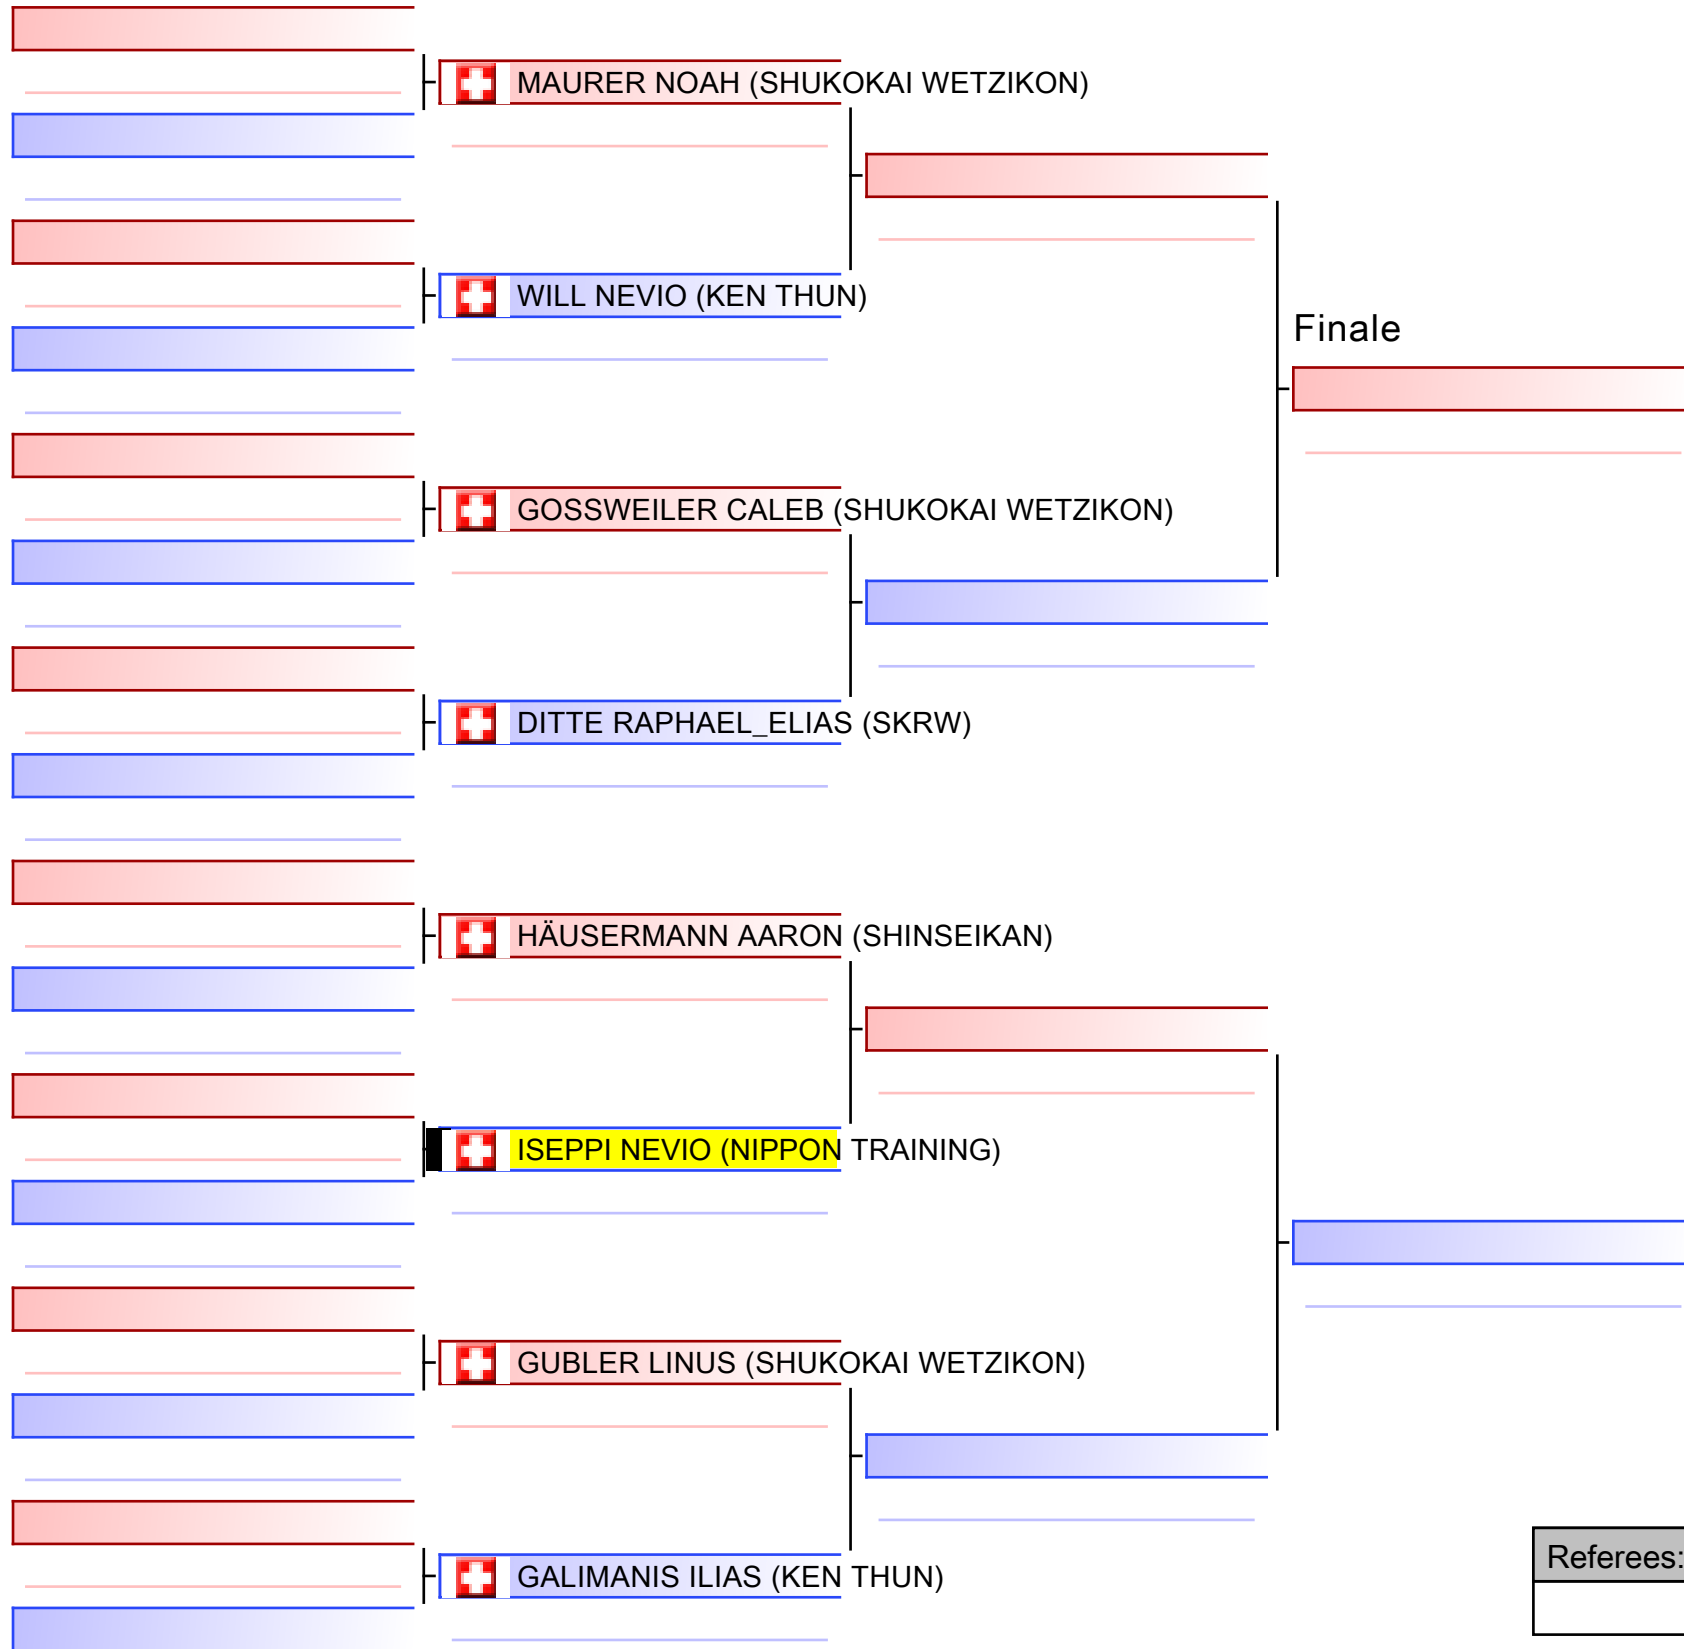 MAURER NOAH (SHUKOKAI WETZIKON)
WILL NEVIO (KEN THUN)
Finale
GOSSWEILER CALEB (SHUKOKAI WETZIKON)
DITTE RAPHAEL_ELIAS (SKRW)
HÄUSERMANN AARON (SHINSEIKAN)
ISEPPI NEVIO (NIPPON TRAINING)
GUBLER LINUS (SHUKOKAI WETZIKON)
GALIMANIS ILIAS (KEN THUN)
Referees: